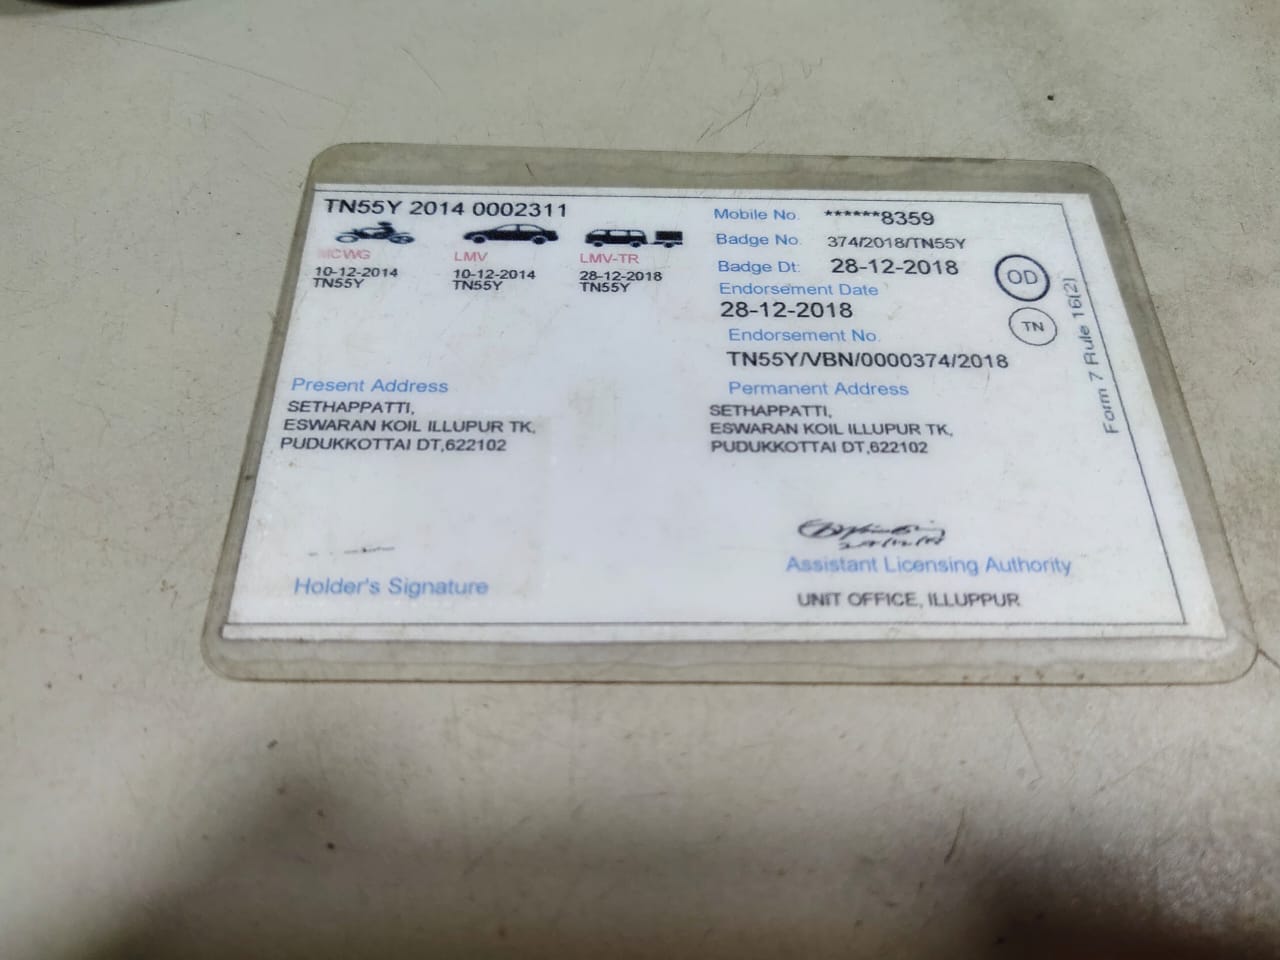 TN55Y 2014 0002311
MCWG LMV LMV-TR
10-12-2014 10-12-2014 28-12-2018
TN55Y TN55Y TN55Y
Mobile No. ******8359
Badge No. 374/2018/TN55Y
Badge Dt: 28-12-2018
Endorsement Date
28-12-2018
Endorsement No.
TN55Y/VBN/0000374/2018
OD
TN
Form 7 Rule 16(2)
Present Address
SETHAPPATTI,
ESWARAN KOIL ILLUPUR TK,
PUDUKKOTTAI DT,622102
Permanent Address
SETHAPPATTI,
ESWARAN KOIL ILLUPUR TK,
PUDUKKOTTAI DT,622102
Holder's Signature
Assistant Licensing Authority
UNIT OFFICE, ILLUPPUR